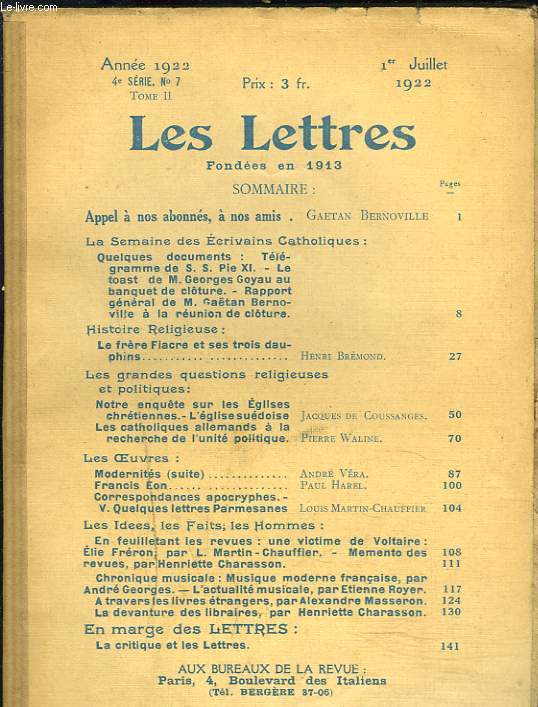 Le-livre.com
Année 1922
4e SÉRIE. No 7
TOME II
Prix : 3 fr.
1er Juillet
1922
Les Lettres
Fondées en 1913
SOMMAIRE :
Pages
Appel à nos abonnés, à nos amis . GAETAN BERNOVILLE 1
La Semaine des Écrivains Catholiques :
Quelques documents : Télé-
gramme de S. S. Pie XI. - Le
toast de M. Georges Goyau au
banquet de clôture. - Rapport
général de M. Gaëtan Berno-
ville à la réunion de clôture. 8
Histoire Religieuse :
Le frère Fiacre et ses trois dau-
phins........... ............. HENRI BRÉMOND. 27
Les grandes questions religieuses
et politiques:
Notre enquête sur les Églises
chrétiennes.- L'église suédoise JACQUES DE COUSSANGES. 50
Les catholiques allemands à la
recherche de l'unité politique. PIERRE WALINE. 70
Les Œuvres :
Modernités (suite) .............. ANDRÉ VÉRA. 87
Francis Éon..................... PAUL HAREL. 100
Correspondances apocryphes. -
V. Quelques lettres Parmesanes LOUIS MARTIN-CHAUFFIER 104
Les Idées, les Faits, les Hommes :
En feuilletant les revues : une victime de Voltaire :
Élie Fréron, par L. Martin-Chauffier. - Memento des 108
revues, par Henriette Charasson. 111
Chronique musicale : Musique moderne française, par
André Georges. — L'actualité musicale, par Etienne Royer. 117
A travers les livres étrangers, par Alexandre Masseron. 124
La devanture des libraires, par Henriette Charasson. 130
En marge des LETTRES :
La critique et les Lettres. 141
AUX BUREAUX DE LA REVUE :
Paris, 4, Boulevard des Italiens
(Tél. BERGÈRE 37-06)